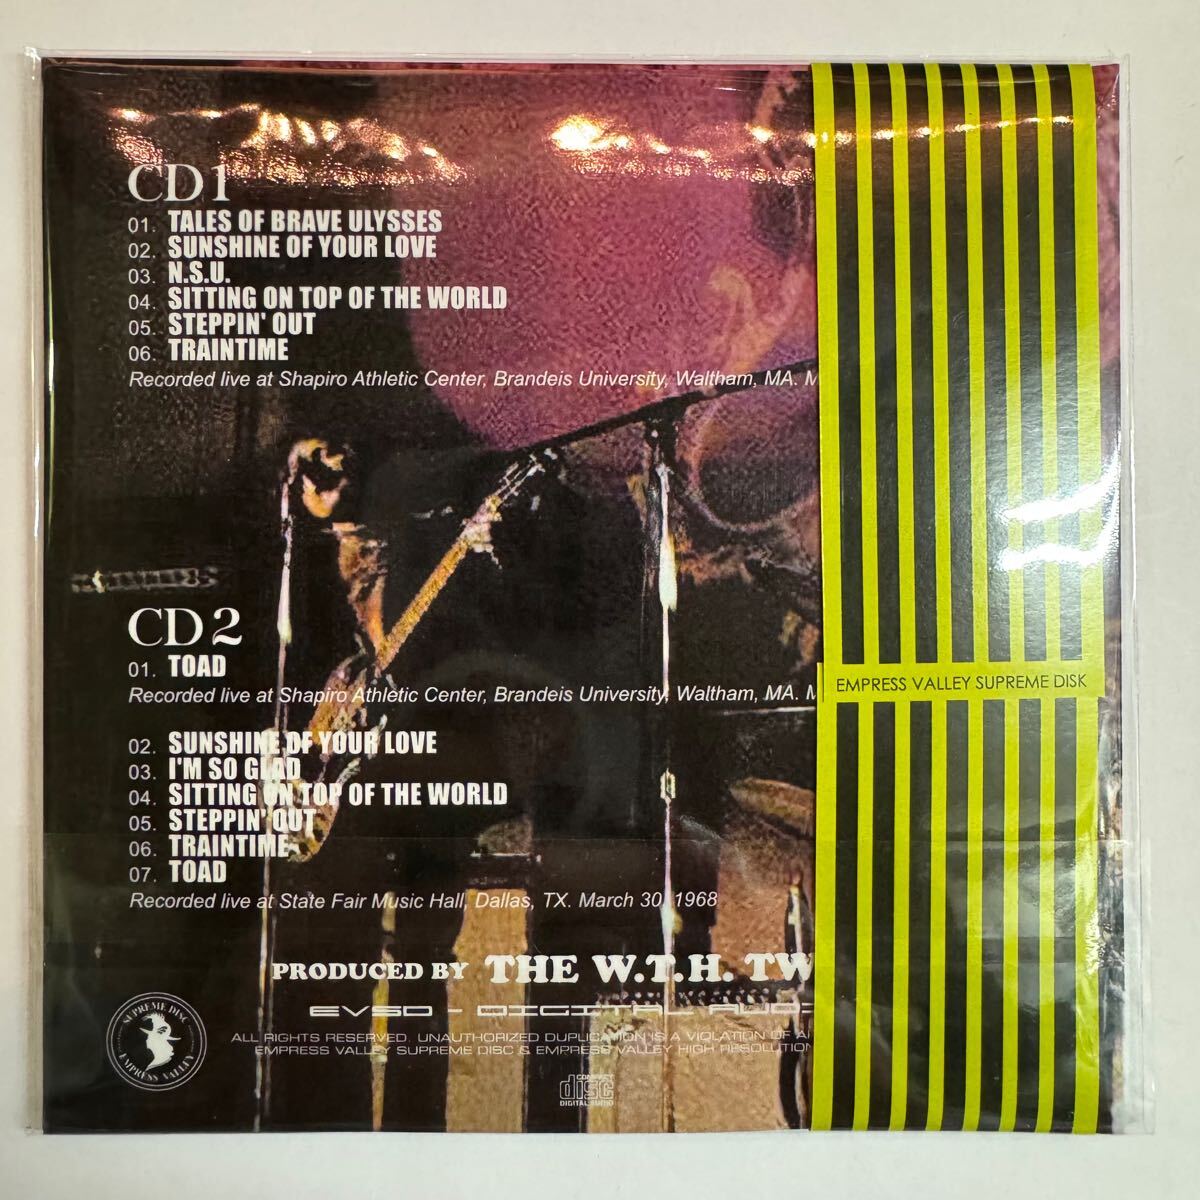 CD1
01. TALES OF BRAVE ULYSSES
02. SUNSHINE OF YOUR LOVE
03. N.S.U.
04. SITTING ON TOP OF THE WORLD
05. STEPPIN' OUT
06. TRAINTIME
Recorded live at Shapiro Athletic Center, Brandeis University, Waltham, MA. M
CD2
01. TOAD
Recorded live at Shapiro Athletic Center, Brandeis University, Waltham, MA. M
02. SUNSHINE OF YOUR LOVE
03. I'M SO GLAD
04. SITTING ON TOP OF THE WORLD
05. STEPPIN' OUT
06. TRAINTIME
07. TOAD
Recorded live at State Fair Music Hall, Dallas, TX. March 30, 1968
EMPRESS VALLEY SUPREME DISK
PRODUCED BY THE W.T.H. TW
EVSD - DIGITAL AUDI
ALL RIGHTS RESERVED. UNAUTHORIZED DUPLICATION IS A VIOLATION OF A
EMPRESS VALLEY SUPREME DISC & EMPRESS VALLEY HIGH RESOLUTION
SUPREME DISC
EMPRESS VALLEY
COMPACT
disc
DIGITAL AUDIO